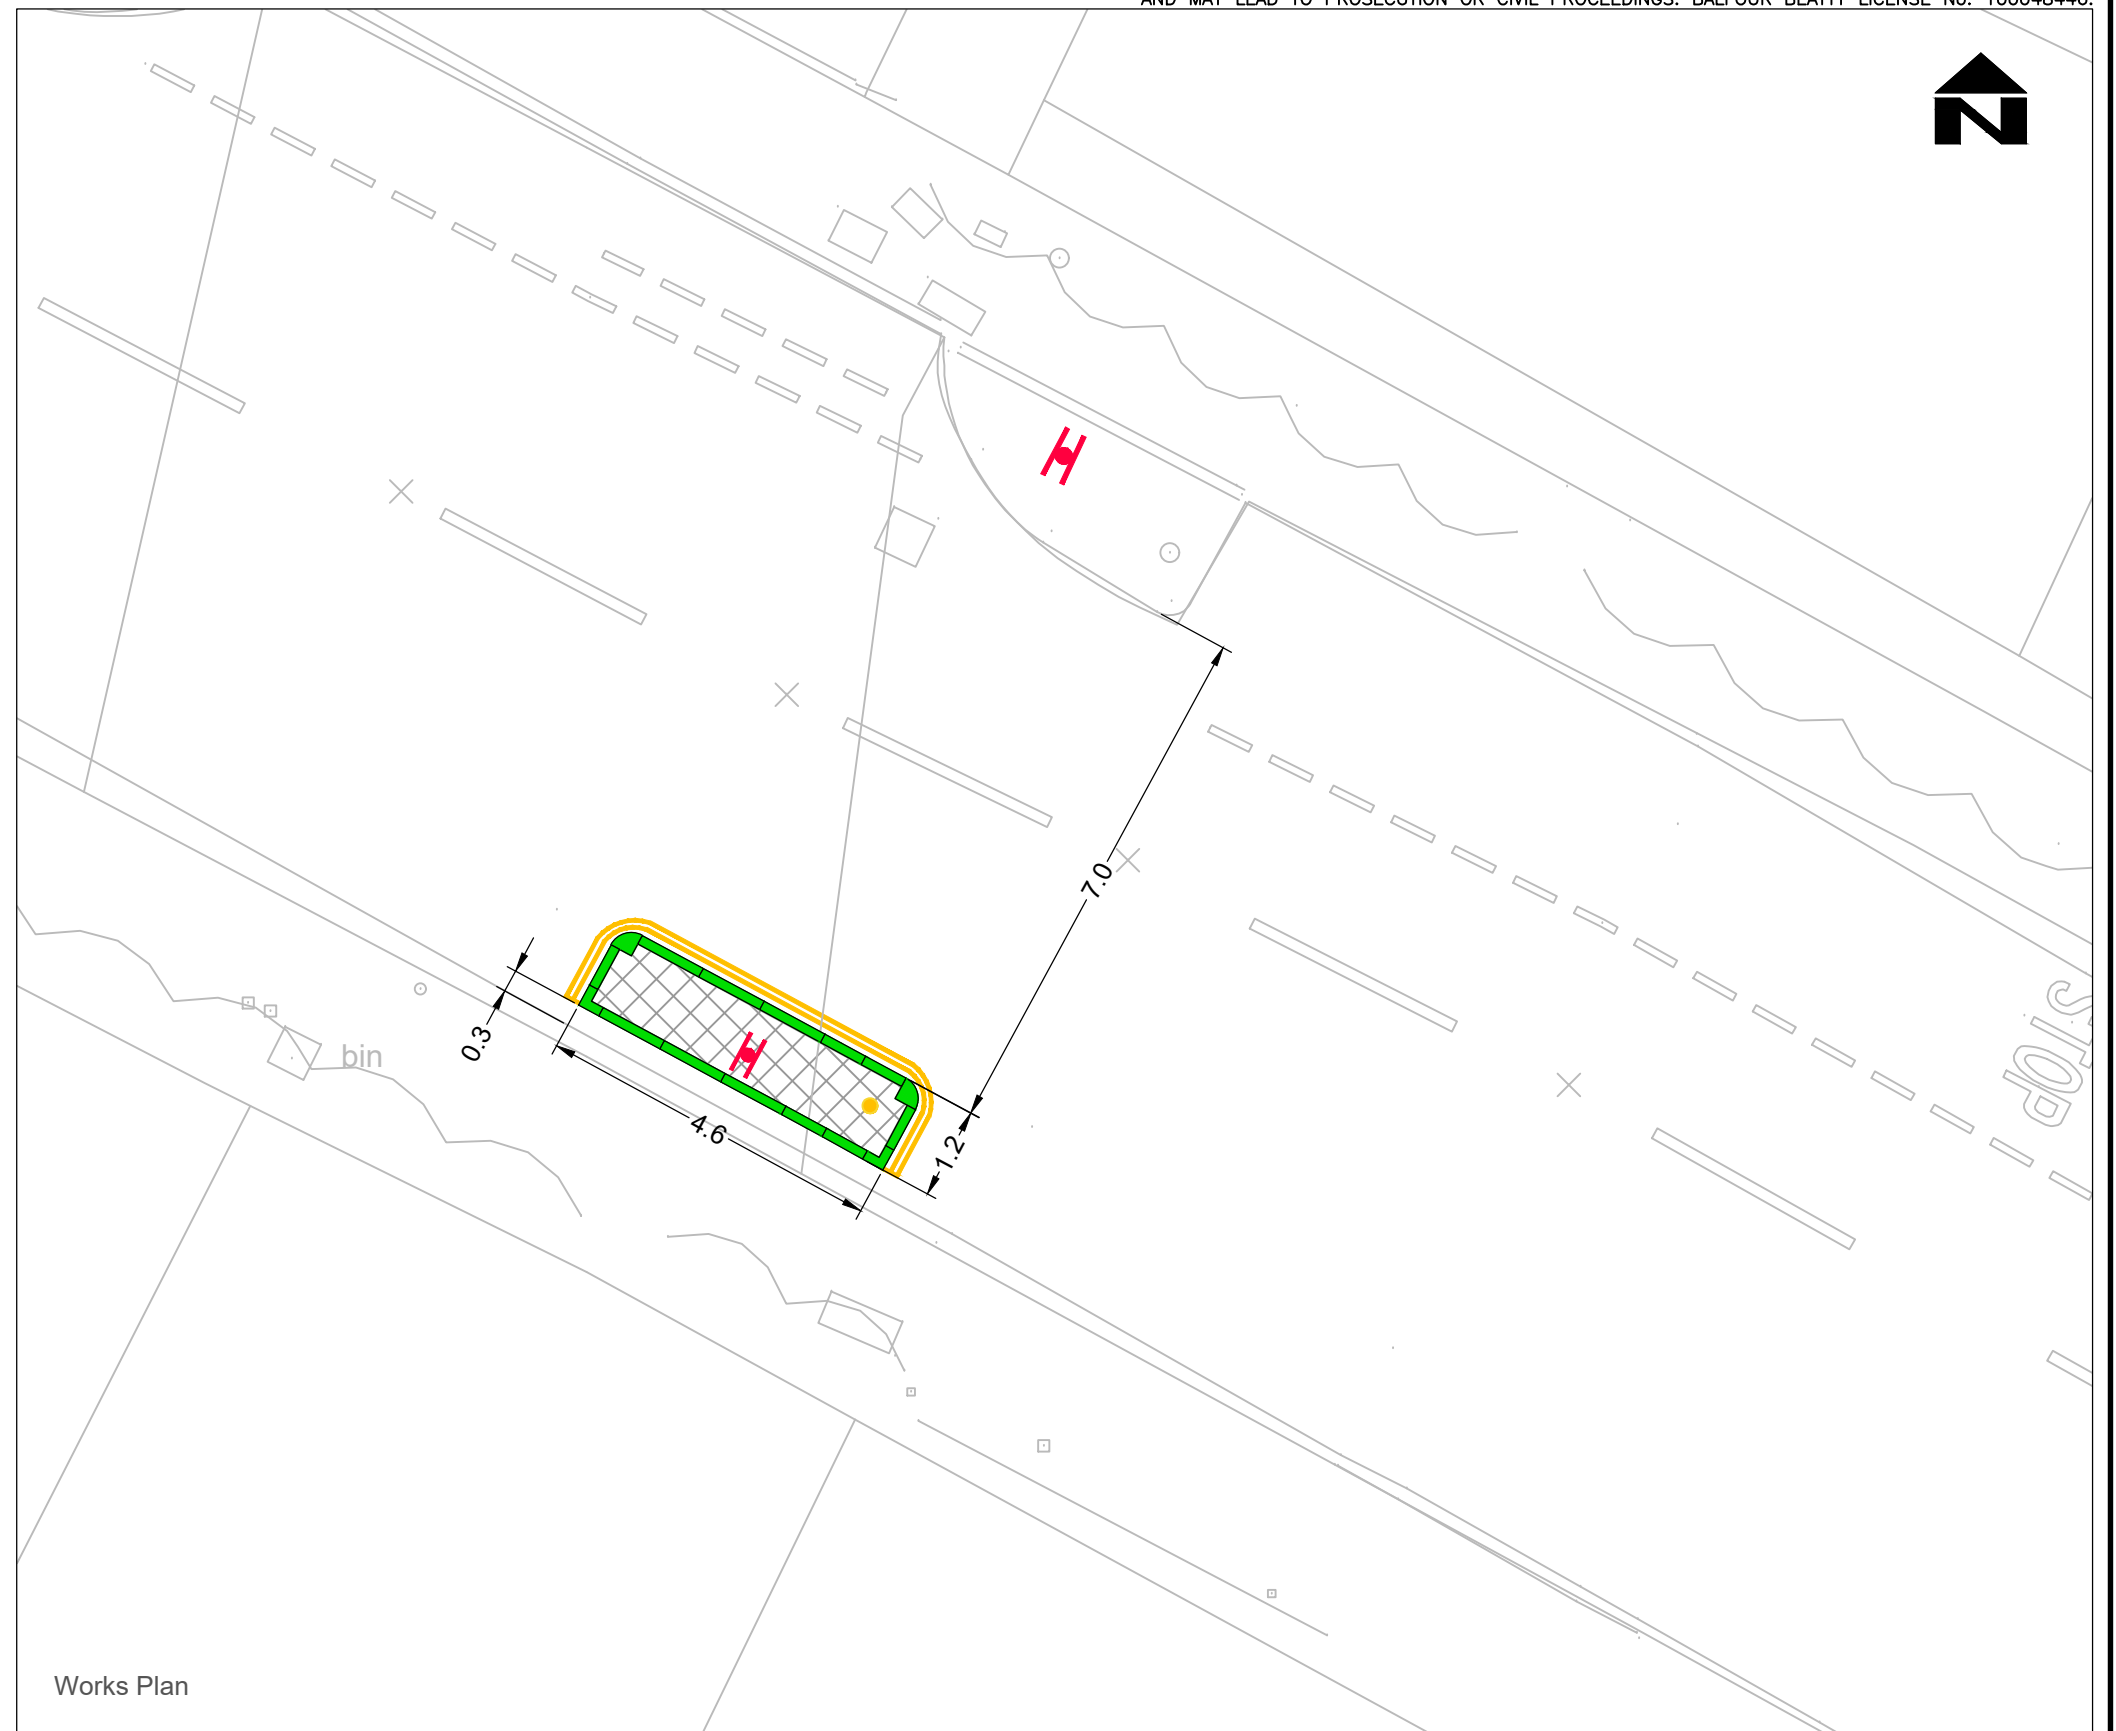 AND MAY LEAD TO PROSECUTION OR CIVIL PROCEEDINGS. BALFOUR BEATTY LICENSE NO.
N
7.0
0.3
bin
4.6
1.2
Works Plan